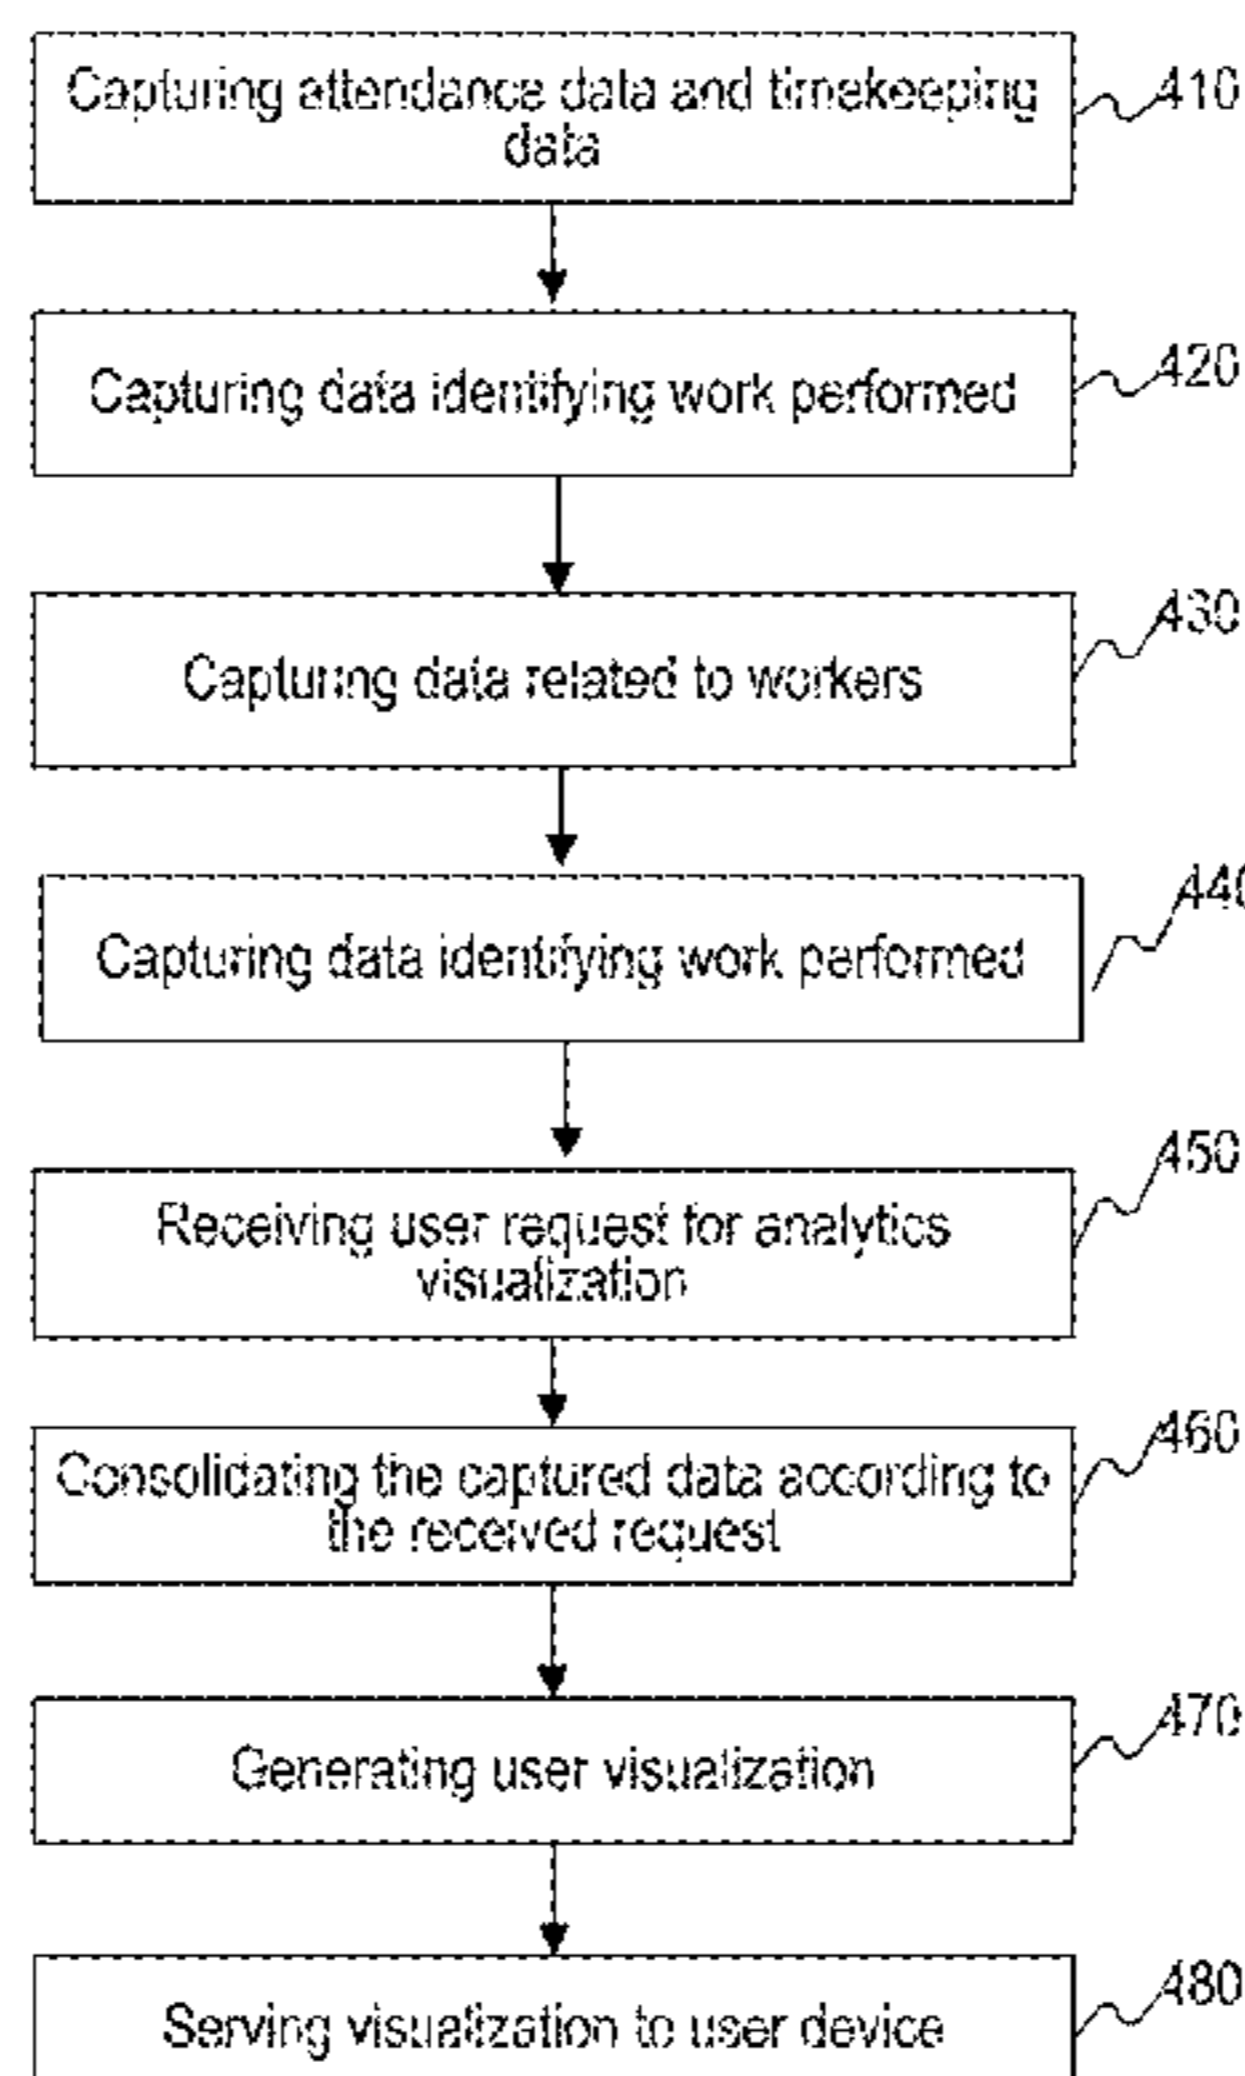 Capturing attendance data and timekeeping
data
410
Capturing data identifying work performed
420
Capturing data related to workers
430
Capturing data identifying work performed
440
Receiving user request for analytics
visualization
450
Consolidating the captured data according to
the received request
460
Generating user visualization
470
Serving visualization to user device
480